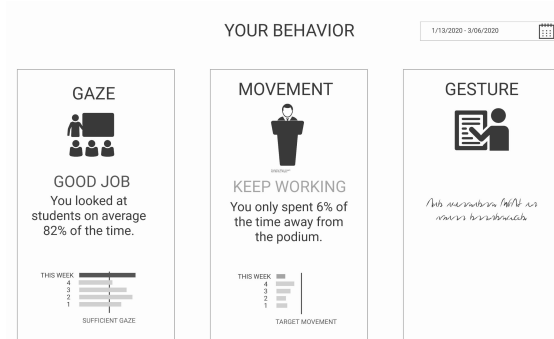 YOUR BEHAVIOR
1/13/2020 - 3/06/2020
GAZE
GOOD JOB
You looked at
students on average
82% of the time.
THIS WEEK
4
3
2
1
SUFFICIENT GAZE
MOVEMENT
KEEP WORKING
You only spent 6% of
the time away from
the podium.
THIS WEEK
4
3
2
1
TARGET MOVEMENT
GESTURE